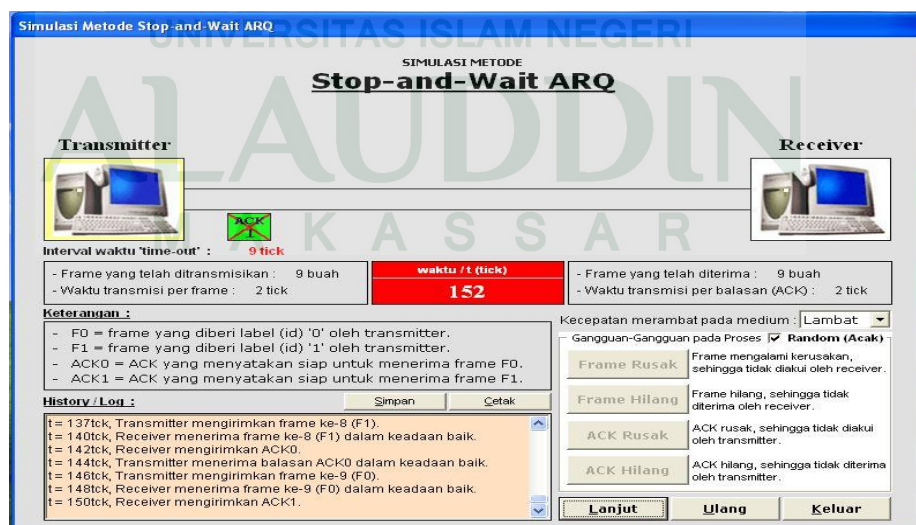 Simulasi Metode Stop-and-Wait ARQ
UNIVERSITAS ISLAM NEGERI
SIMULASI METODE
Stop-and-Wait ARQ
ALAUDDIN
Transmitter
Receiver
ACK
1
M A K A S S A R
Interval waktu 'time-out' : 9 tick
- Frame yang telah ditransmisikan : 9 buah
- Waktu transmisi per frame : 2 tick
waktu / t (tick)
152
- Frame yang telah diterima : 9 buah
- Waktu transmisi per balasan (ACK) : 2 tick
Keterangan :
- F0 = frame yang diberi label (id) '0' oleh transmitter.
- F1 = frame yang diberi label (id) '1' oleh transmitter.
- ACK0 = ACK yang menyatakan siap untuk menerima frame F0.
- ACK1 = ACK yang menyatakan siap untuk menerima frame F1.
Kecepatan merambat pada medium : Lambat
Gangguan-Gangguan pada Proses Random (Acak)
Frame Rusak
Frame mengalami kerusakan,
sehingga tidak diakui oleh receiver.
Frame Hilang
Frame hilang, sehingga tidak
diterima oleh receiver.
ACK Rusak
ACK rusak, sehingga tidak diakui
oleh transmitter.
ACK Hilang
ACK hilang, sehingga tidak diterima
oleh transmitter.
History / Log :
Simpan
Cetak
t = 137tck, Transmitter mengirimkan frame ke-8 (F1).
t = 140tck, Receiver menerima frame ke-8 (F1) dalam keadaan baik.
t = 142tck, Receiver mengirimkan ACK0.
t = 144tck, Transmitter menerima balasan ACK0 dalam keadaan baik.
t = 146tck, Transmitter mengirimkan frame ke-9 (F0).
t = 148tck, Receiver menerima frame ke-9 (F0) dalam keadaan baik.
t = 150tck, Receiver mengirimkan ACK1.
Lanjut
Ulang
Keluar